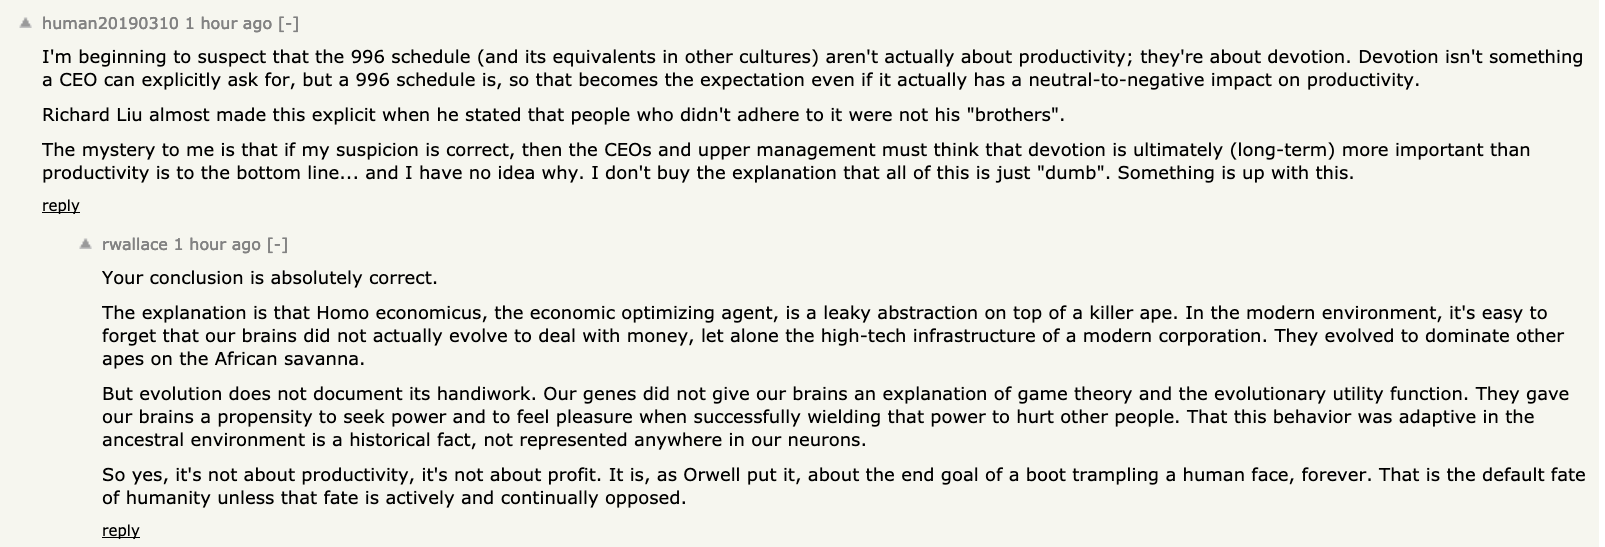 human20190310 1 hour ago [-]
I'm beginning to suspect that the 996 schedule (and its equivalents in other cultures) aren't actually about productivity; they're about devotion. Devotion isn't something
a CEO can explicitly ask for, but a 996 schedule is, so that becomes the expectation even if it actually has a neutral-to-negative impact on productivity.
Richard Liu almost made this explicit when he stated that people who didn't adhere to it were not his "brothers".
The mystery to me is that if my suspicion is correct, then the CEOs and upper management must think that devotion is ultimately (long-term) more important than
productivity is to the bottom line... and I have no idea why. I don't buy the explanation that all of this is just "dumb". Something is up with this.
reply
rwallace 1 hour ago [-]
Your conclusion is absolutely correct.
The explanation is that Homo economicus, the economic optimizing agent, is a leaky abstraction on top of a killer ape. In the modern environment, it's easy to
forget that our brains did not actually evolve to deal with money, let alone the high-tech infrastructure of a modern corporation. They evolved to dominate other
apes on the African savanna.
But evolution does not document its handiwork. Our genes did not give our brains an explanation of game theory and the evolutionary utility function. They gave
our brains a propensity to seek power and to feel pleasure when successfully wielding that power to hurt other people. That this behavior was adaptive in the
ancestral environment is a historical fact, not represented anywhere in our neurons.
So yes, it's not about productivity, it's not about profit. It is, as Orwell put it, about the end goal of a boot trampling a human face, forever. That is the default fate
of humanity unless that fate is actively and continually opposed.
reply